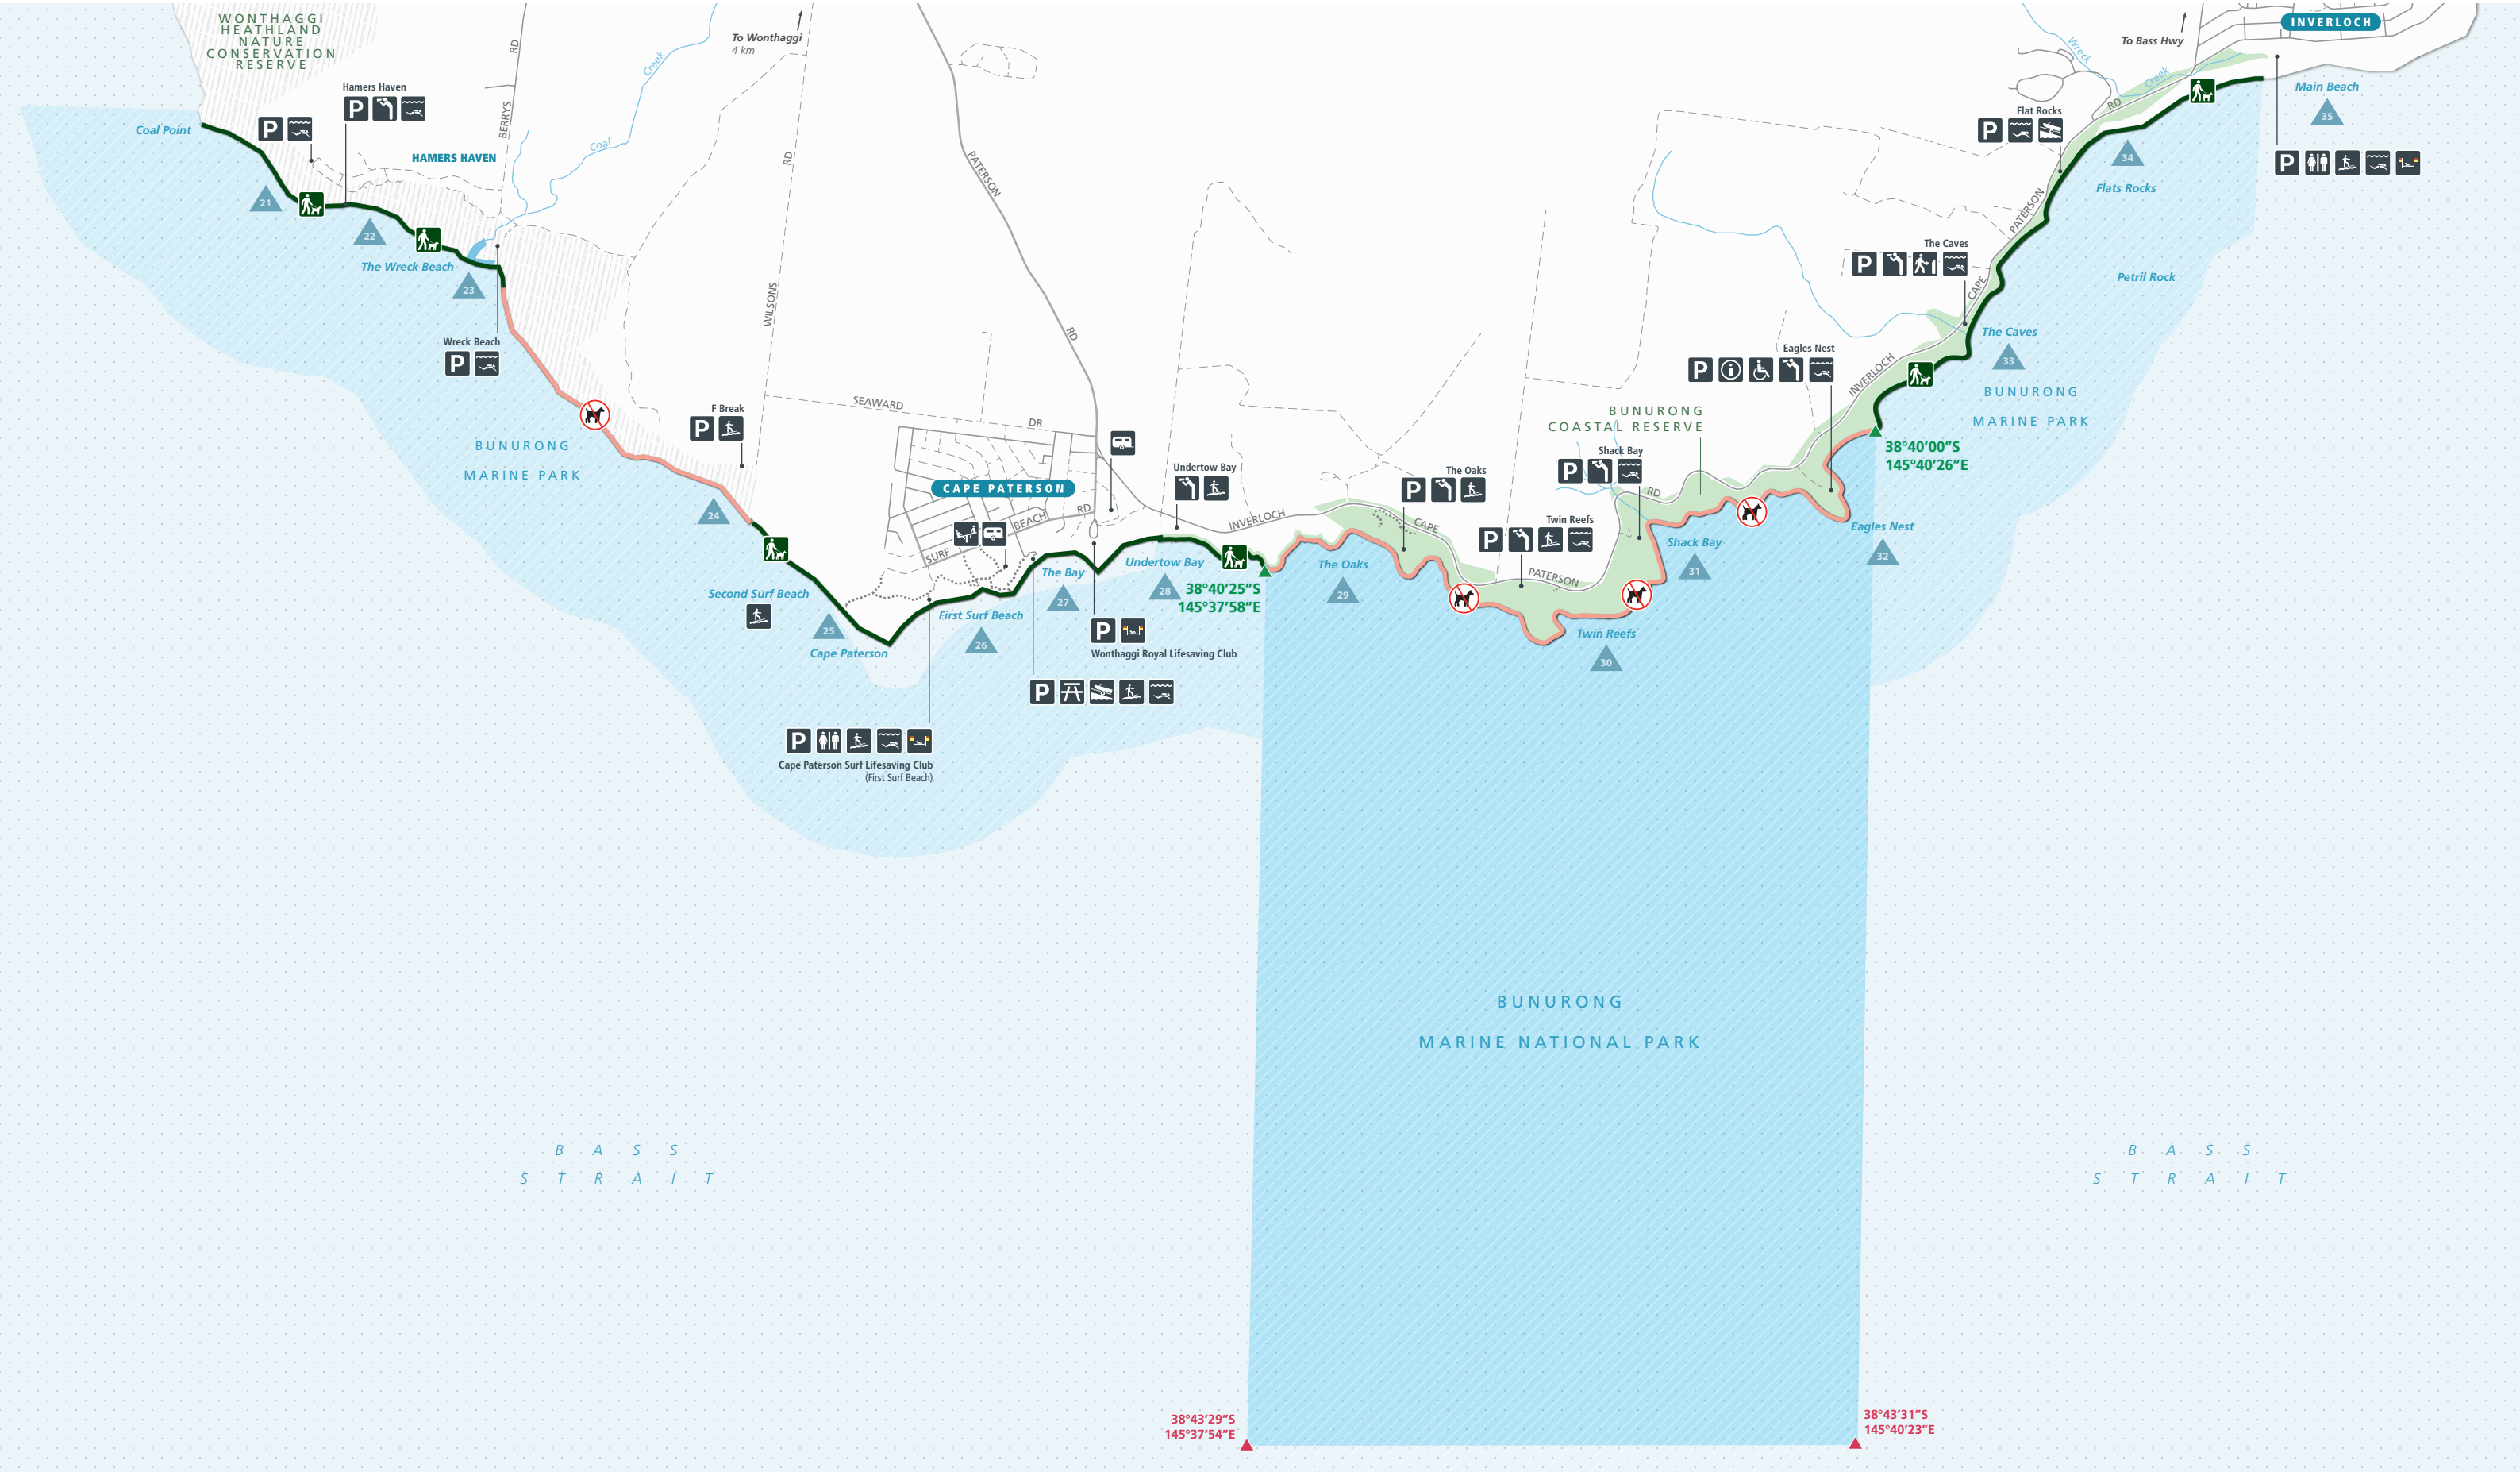 WONTHAGGI
HEATHLAND
NATURE
CONSERVATION
RESERVE
Coal Point
P
Hamers Haven
P
HAMERS HAVEN
BERRYS
RD
Coal
Creek
To Wonthaggi
4 km
21
22
The Wreck Beach
23
Wreck Beach
P
BUNURONG
MARINE PARK
WILSONS
RD
F Break
P
24
SEAWARD
DR
PATERSON
RD
CAPE PATERSON
SURF
BEACH
RD
Second Surf Beach
25
Cape Paterson
First Surf Beach
26
The Bay
27
Undertow Bay
Undertow Bay
28
38°40'25"S
145°37'58"E
P
Wonthaggi Royal Lifesaving Club
P
P
Cape Paterson Surf Lifesaving Club
(First Surf Beach)
INVERLOCH
CAPE
PATERSON
RD
The Oaks
P
The Oaks
29
Twin Reefs
P
Twin Reefs
30
BUNURONG
COASTAL RESERVE
Shack Bay
P
Shack Bay
31
Eagles Nest
P
i
Eagles Nest
32
INVERLOCH
CAPE
PATERSON
RD
38°40'00"S
145°40'26"E
The Caves
P
The Caves
33
BUNURONG
MARINE PARK
Petril Rock
Flat Rocks
P
34
Flats Rocks
Wreck
Creek
To Bass Hwy
INVERLOCH
Main Beach
35
P
BUNURONG
MARINE NATIONAL PARK
BASS
STRAIT
BASS
STRAIT
38°43'29"S
145°37'54"E
38°43'31"S
145°40'23"E